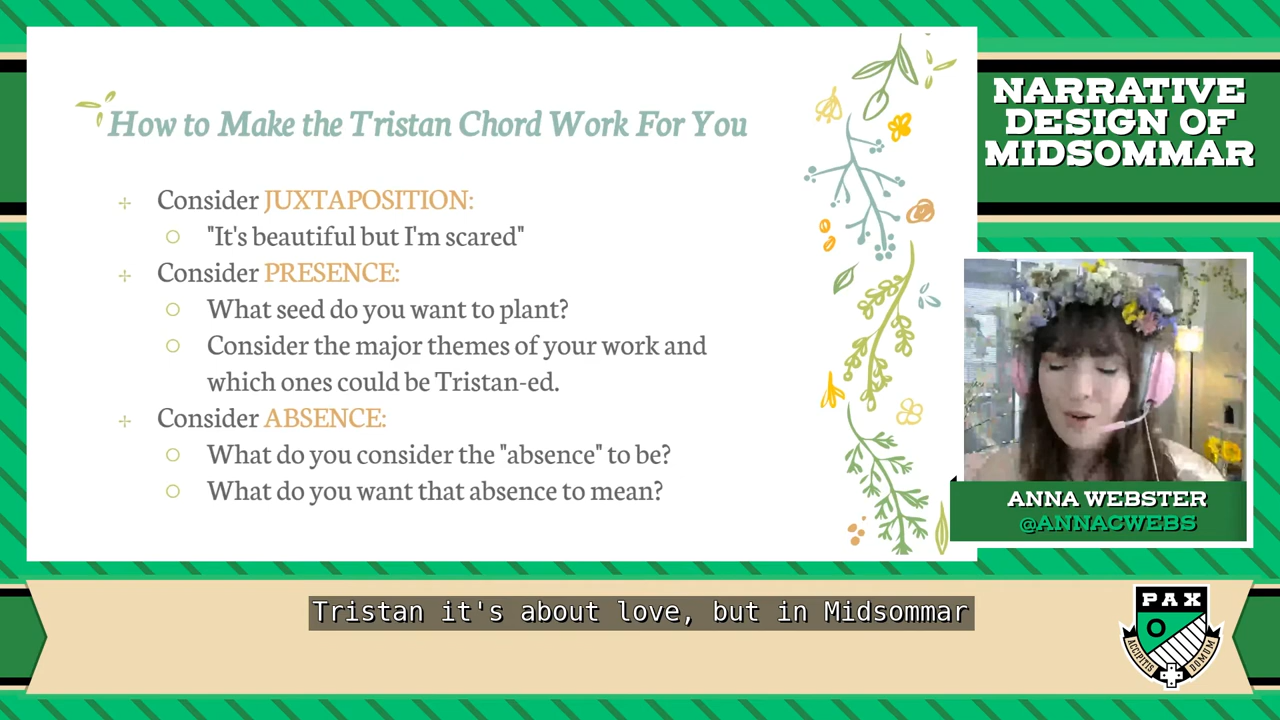 How to Make the Tristan Chord Work For You
Consider JUXTAPOSITION:
"It's beautiful but I'm scared"
Consider PRESENCE:
What seed do you want to plant?
Consider the major themes of your work and
which ones could be Tristan-ed.
Consider ABSENCE:
What do you consider the "absence" to be?
What do you want that absence to mean?
NARRATIVE
DESIGN OF
MIDSOMMAR
ANNA WEBSTER
@ANNACWEBS
Tristan it's about love, but in Midsommar
PAX
O
ACCIPITIS
DOMUM